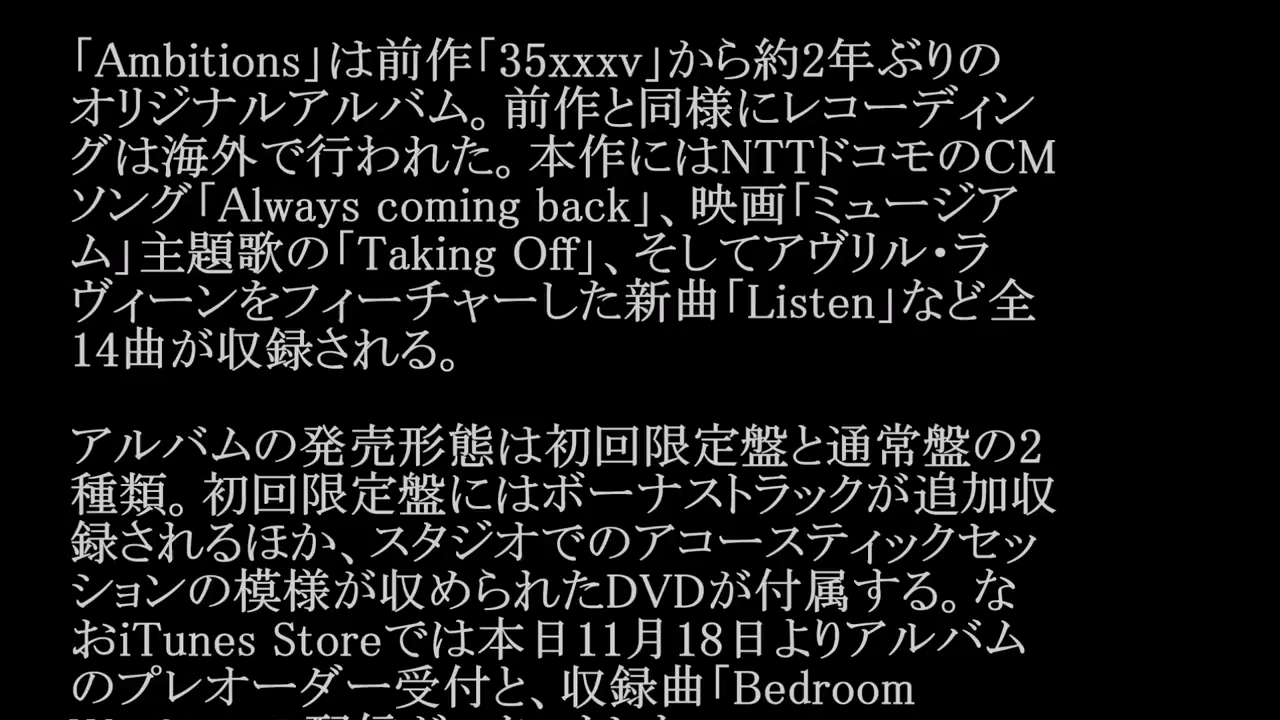 「Ambitions」は前作「35xxxv」から約2年ぶりの
オリジナルアルバム。前作と同様にレコーディン
グは海外で行われた。本作にはNTTドコモのCM
ソング「Always coming back」、映画「ミュージア
ム」主題歌の「Taking Off」、そしてアヴリル・ラ
ヴィーンをフィーチャーした新曲「Listen」など全
14曲が収録される。
アルバムの発売形態は初回限定盤と通常盤の2
種類。初回限定盤にはボーナストラックが追加収
録されるほか、スタジオでのアコースティックセッ
ションの模様が収められたDVDが付属する。な
おiTunes Storeでは本日11月18日よりアルバム
のプレオーダー受付と、収録曲「Bedroom